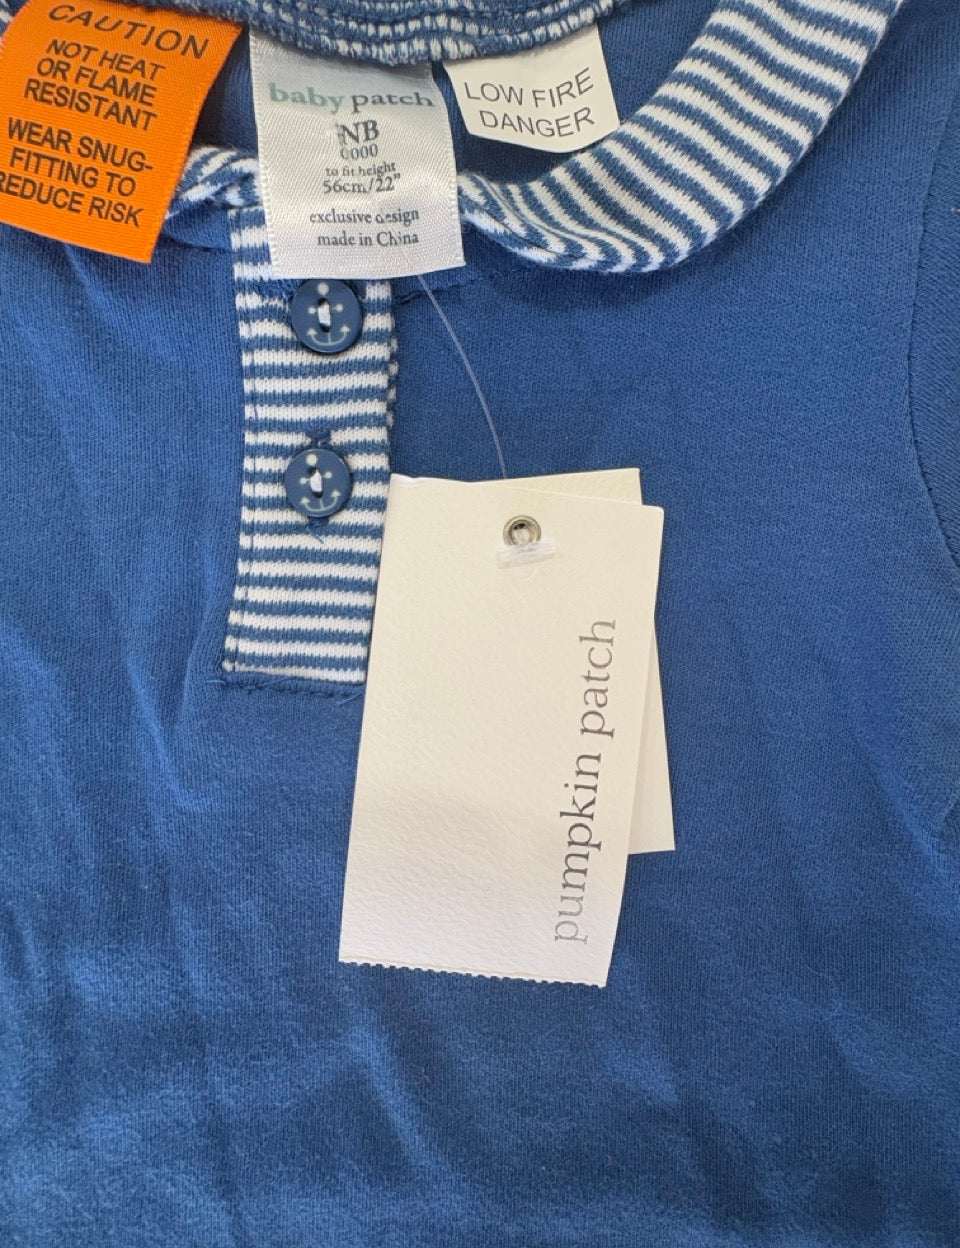 CAUTION
NOT HEAT
OR FLAME
RESISTANT
WEAR SNUG-
FITTING TO
REDUCE RISK
baby patch
NB
0000
to fit height
56cm/22"
exclusive design
made in China
LOW FIRE
DANGER
pumpkin patch